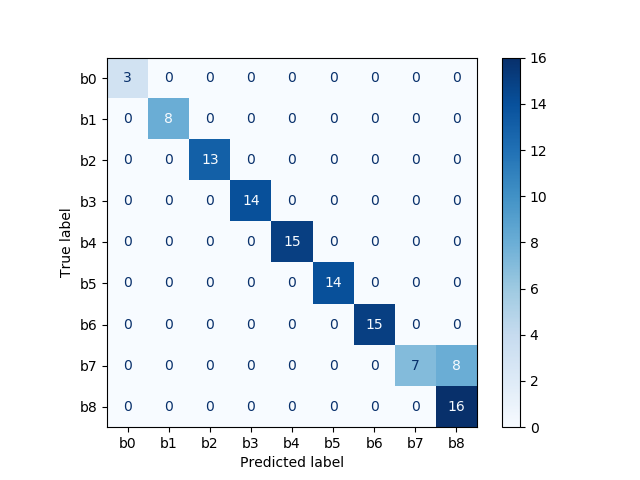 b0 3 0 0 0 0 0 0 0 0
b1 0 8 0 0 0 0 0 0 0
b2 0 0 13 0 0 0 0 0 0
b3 0 0 0 14 0 0 0 0 0
b4 0 0 0 0 15 0 0 0 0
b5 0 0 0 0 0 14 0 0 0
b6 0 0 0 0 0 0 15 0 0
b7 0 0 0 0 0 0 0 7 8
b8 0 0 0 0 0 0 0 0 16
b0 b1 b2 b3 b4 b5 b6 b7 b8
Predicted label
True label
16
14
12
10
8
6
4
2
0